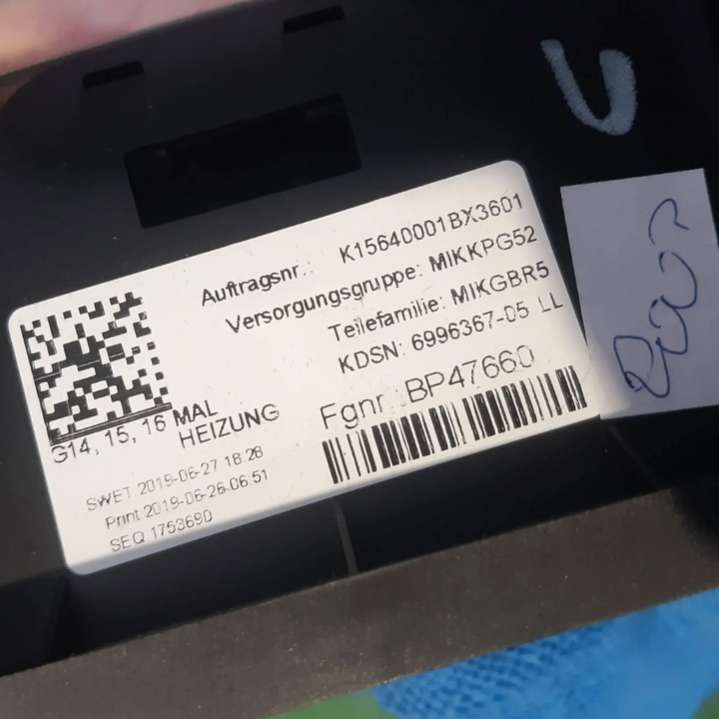 Auftragsnr.: K15640001BX3601
Versorgungsgruppe: MIKKPG52
Teilefamilie: MIKGBR5
KDSN: 6996367-05 LL
Fgnr.: BP47660
G14, 15, 16 MAL
HEIZUNG
SWET 2019-06-27 18:28
Print 2019-06-26-06:51
SEQ 1753690